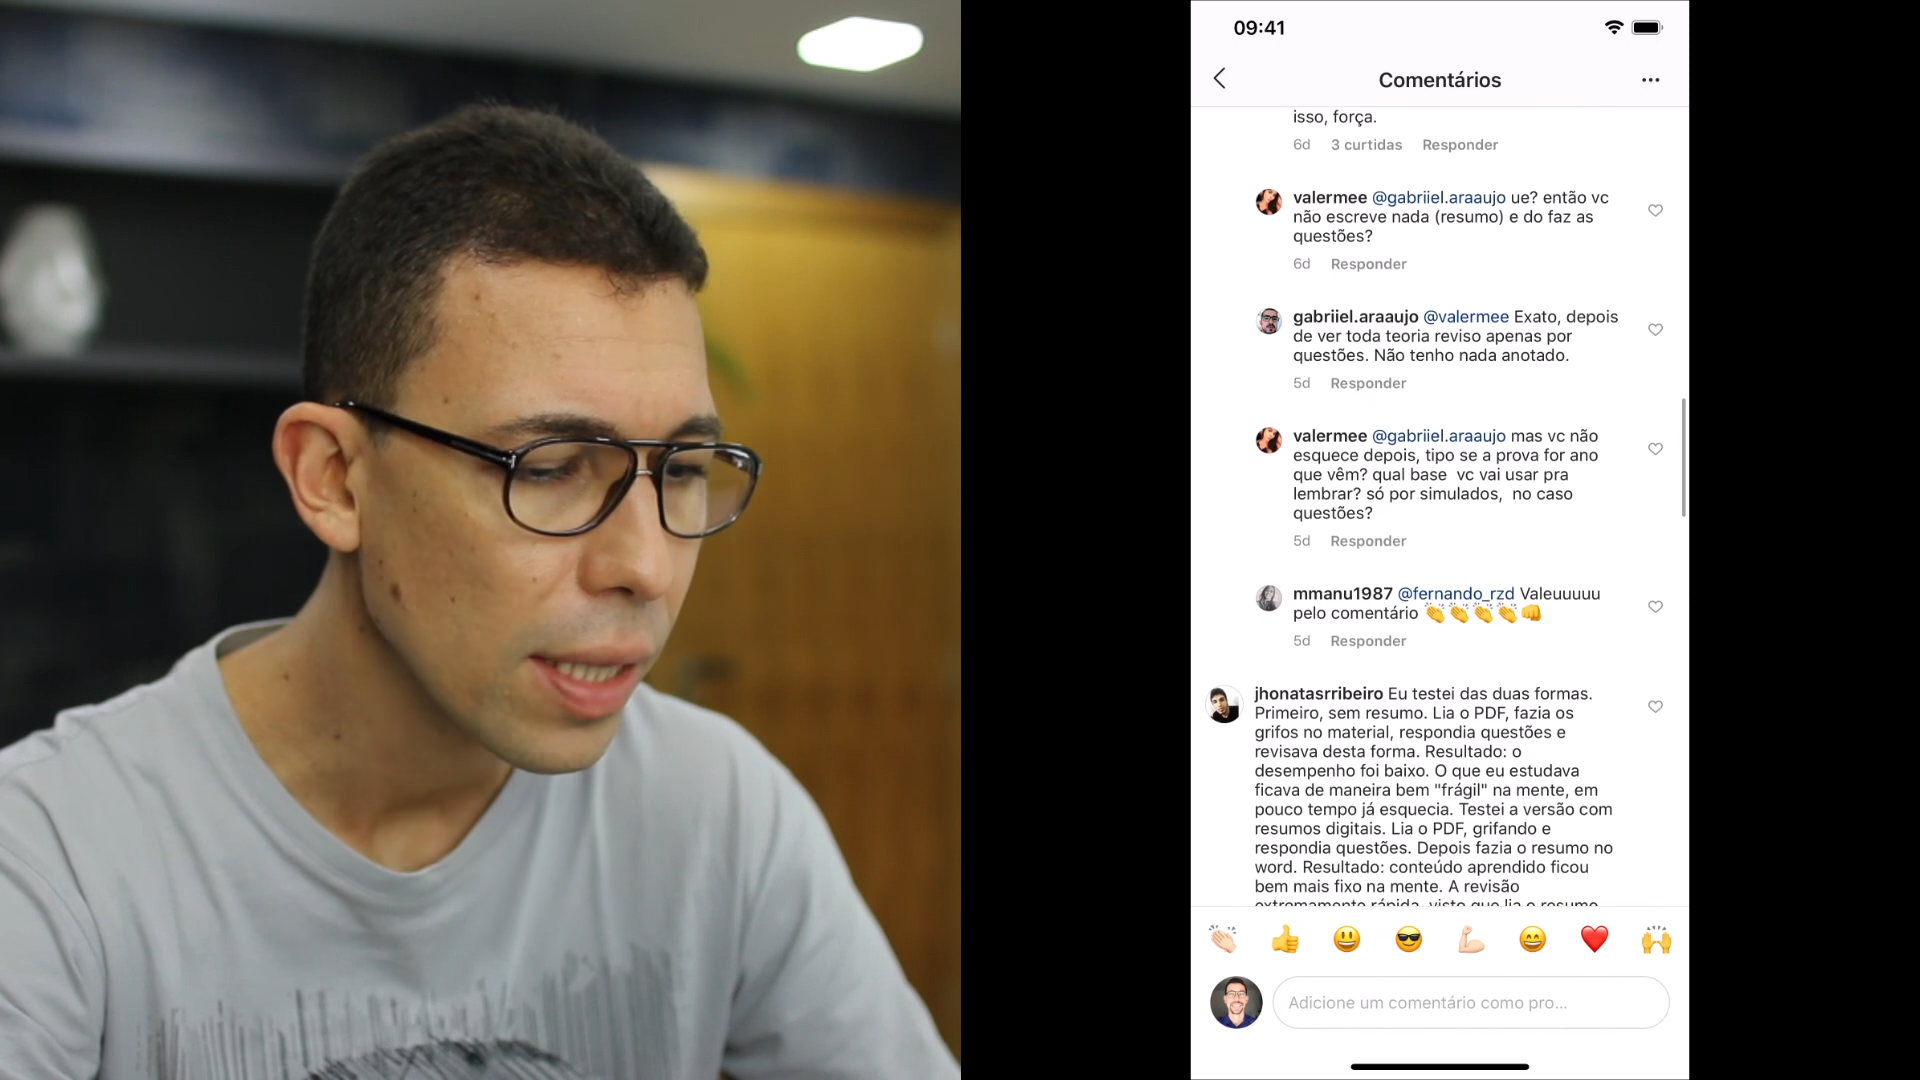 09:41
Comentários
isso, força.
6d 3 curtidas Responder
valermee @gabriiel.araaujo ue? então vc
não escreve nada (resumo) e do faz as
questões?
6d Responder
gabriiel.araaujo @valermee Exato, depois
de ver toda teoria reviso apenas por
questões. Não tenho nada anotado.
5d Responder
valermee @gabriiel.araaujo mas vc não
esquece depois, tipo se a prova for ano
que vêm? qual base vc vai usar pra
lembrar? só por simulados, no caso
questões?
5d Responder
mmanu1987 @fernando_rzd Valeuuuuu
pelo comentário 👏👏👏👏👊
5d Responder
jhonatasrribeiro Eu testei das duas formas.
Primeiro, sem resumo. Lia o PDF, fazia os
grifos no material, respondia questões e
revisava desta forma. Resultado: o
desempenho foi baixo. O que eu estudava
ficava de maneira bem "frágil" na mente, em
pouco tempo já esquecia. Testei a versão com
resumos digitais. Lia o PDF, grifando e
respondia questões. Depois fazia o resumo no
word. Resultado: conteúdo aprendido ficou
bem mais fixo na mente. A revisão
extremamente rápida, visto que lia o resumo
Adicione um comentário como pro...